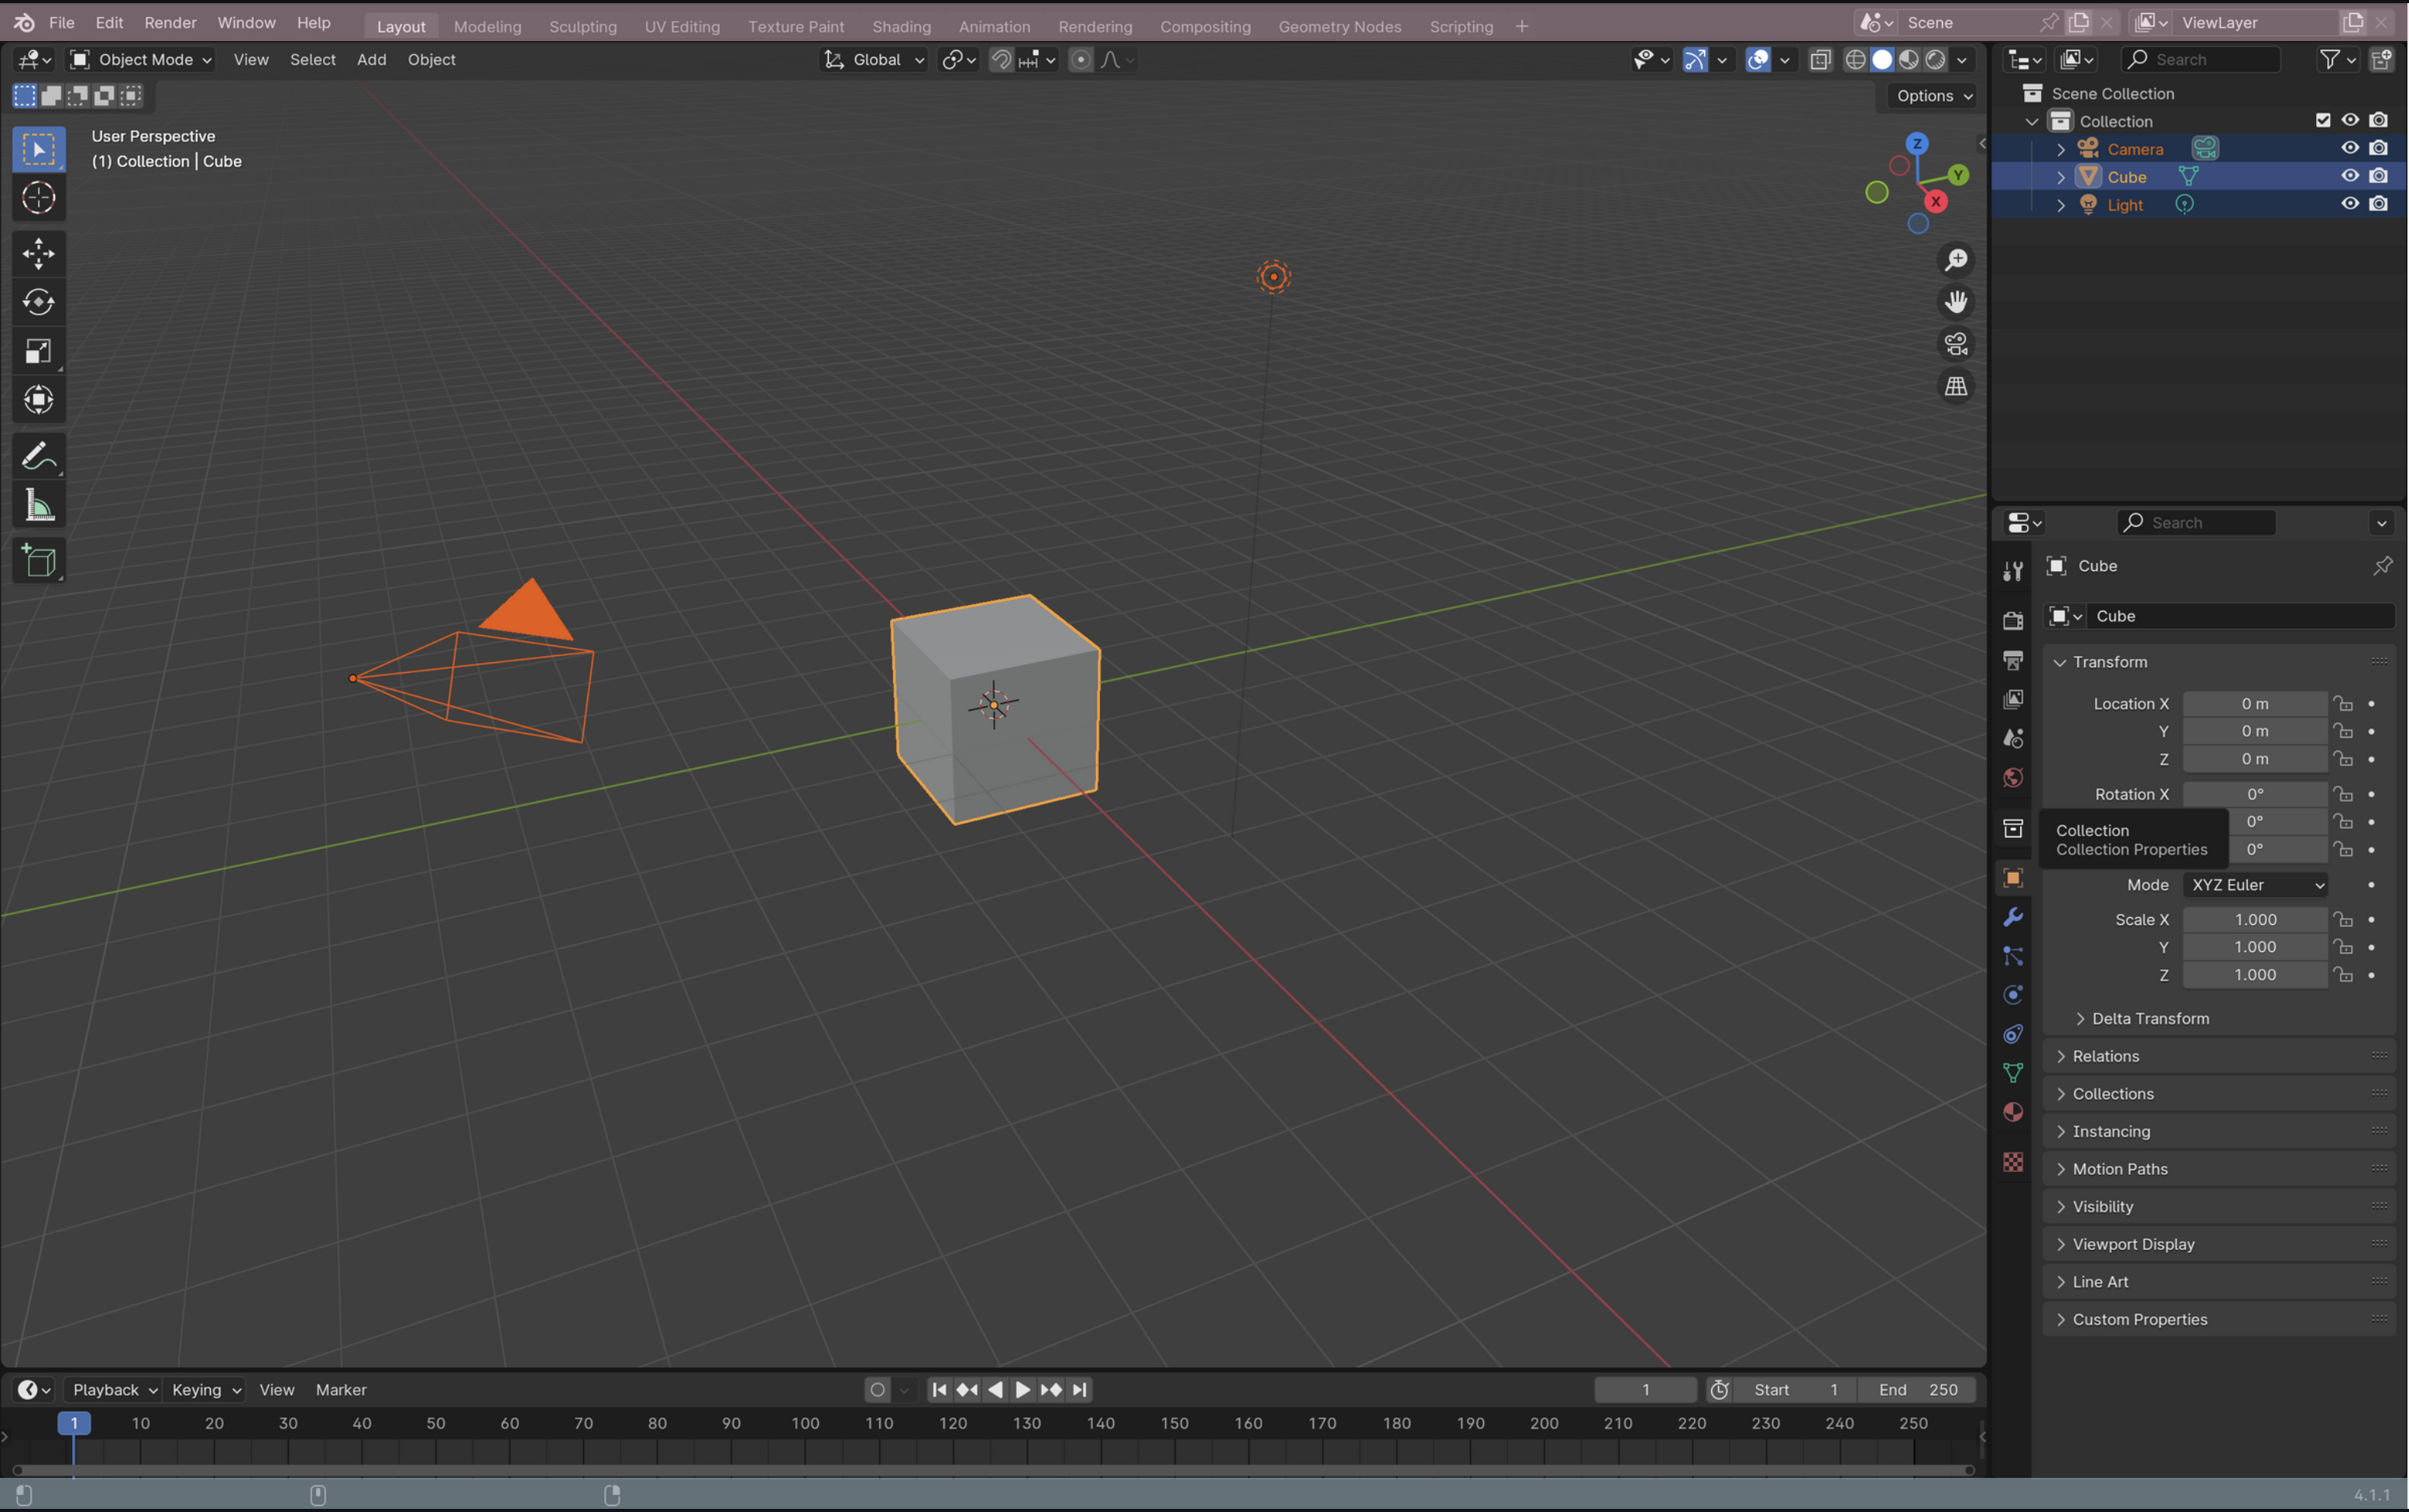 File Edit Render Window Help Layout Modeling Sculpting UV Editing Texture Paint Shading Animation Rendering Compositing Geometry Nodes Scripting + Scene ViewLayer
Object Mode View Select Add Object Global Search
Options
User Perspective
(1) Collection | Cube
Z
Y
X
Scene Collection
Collection
Camera
Cube
Light
Search
Cube
Cube
Transform
Location X 0 m
Y 0 m
Z 0 m
Rotation X 0°
0°
0°
Collection
Collection Properties
Mode XYZ Euler
Scale X 1.000
Y 1.000
Z 1.000
Delta Transform
Relations
Collections
Instancing
Motion Paths
Visibility
Viewport Display
Line Art
Custom Properties
Playback Keying View Marker 1 Start 1 End 250
1 10 20 30 40 50 60 70 80 90 100 110 120 130 140 150 160 170 180 190 200 210 220 230 240 250
4.1.1